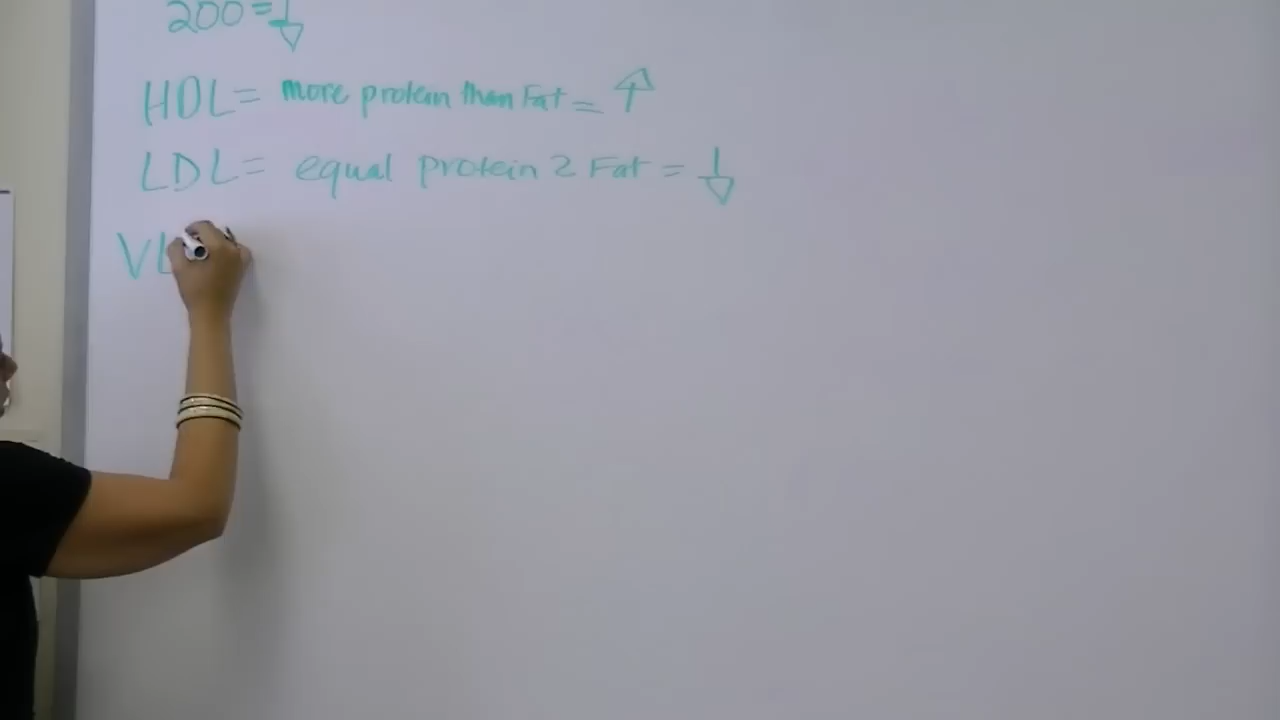 200 = ↓
HDL = more protein than Fat = ↑
LDL = equal protein 2 Fat = ↓
VL